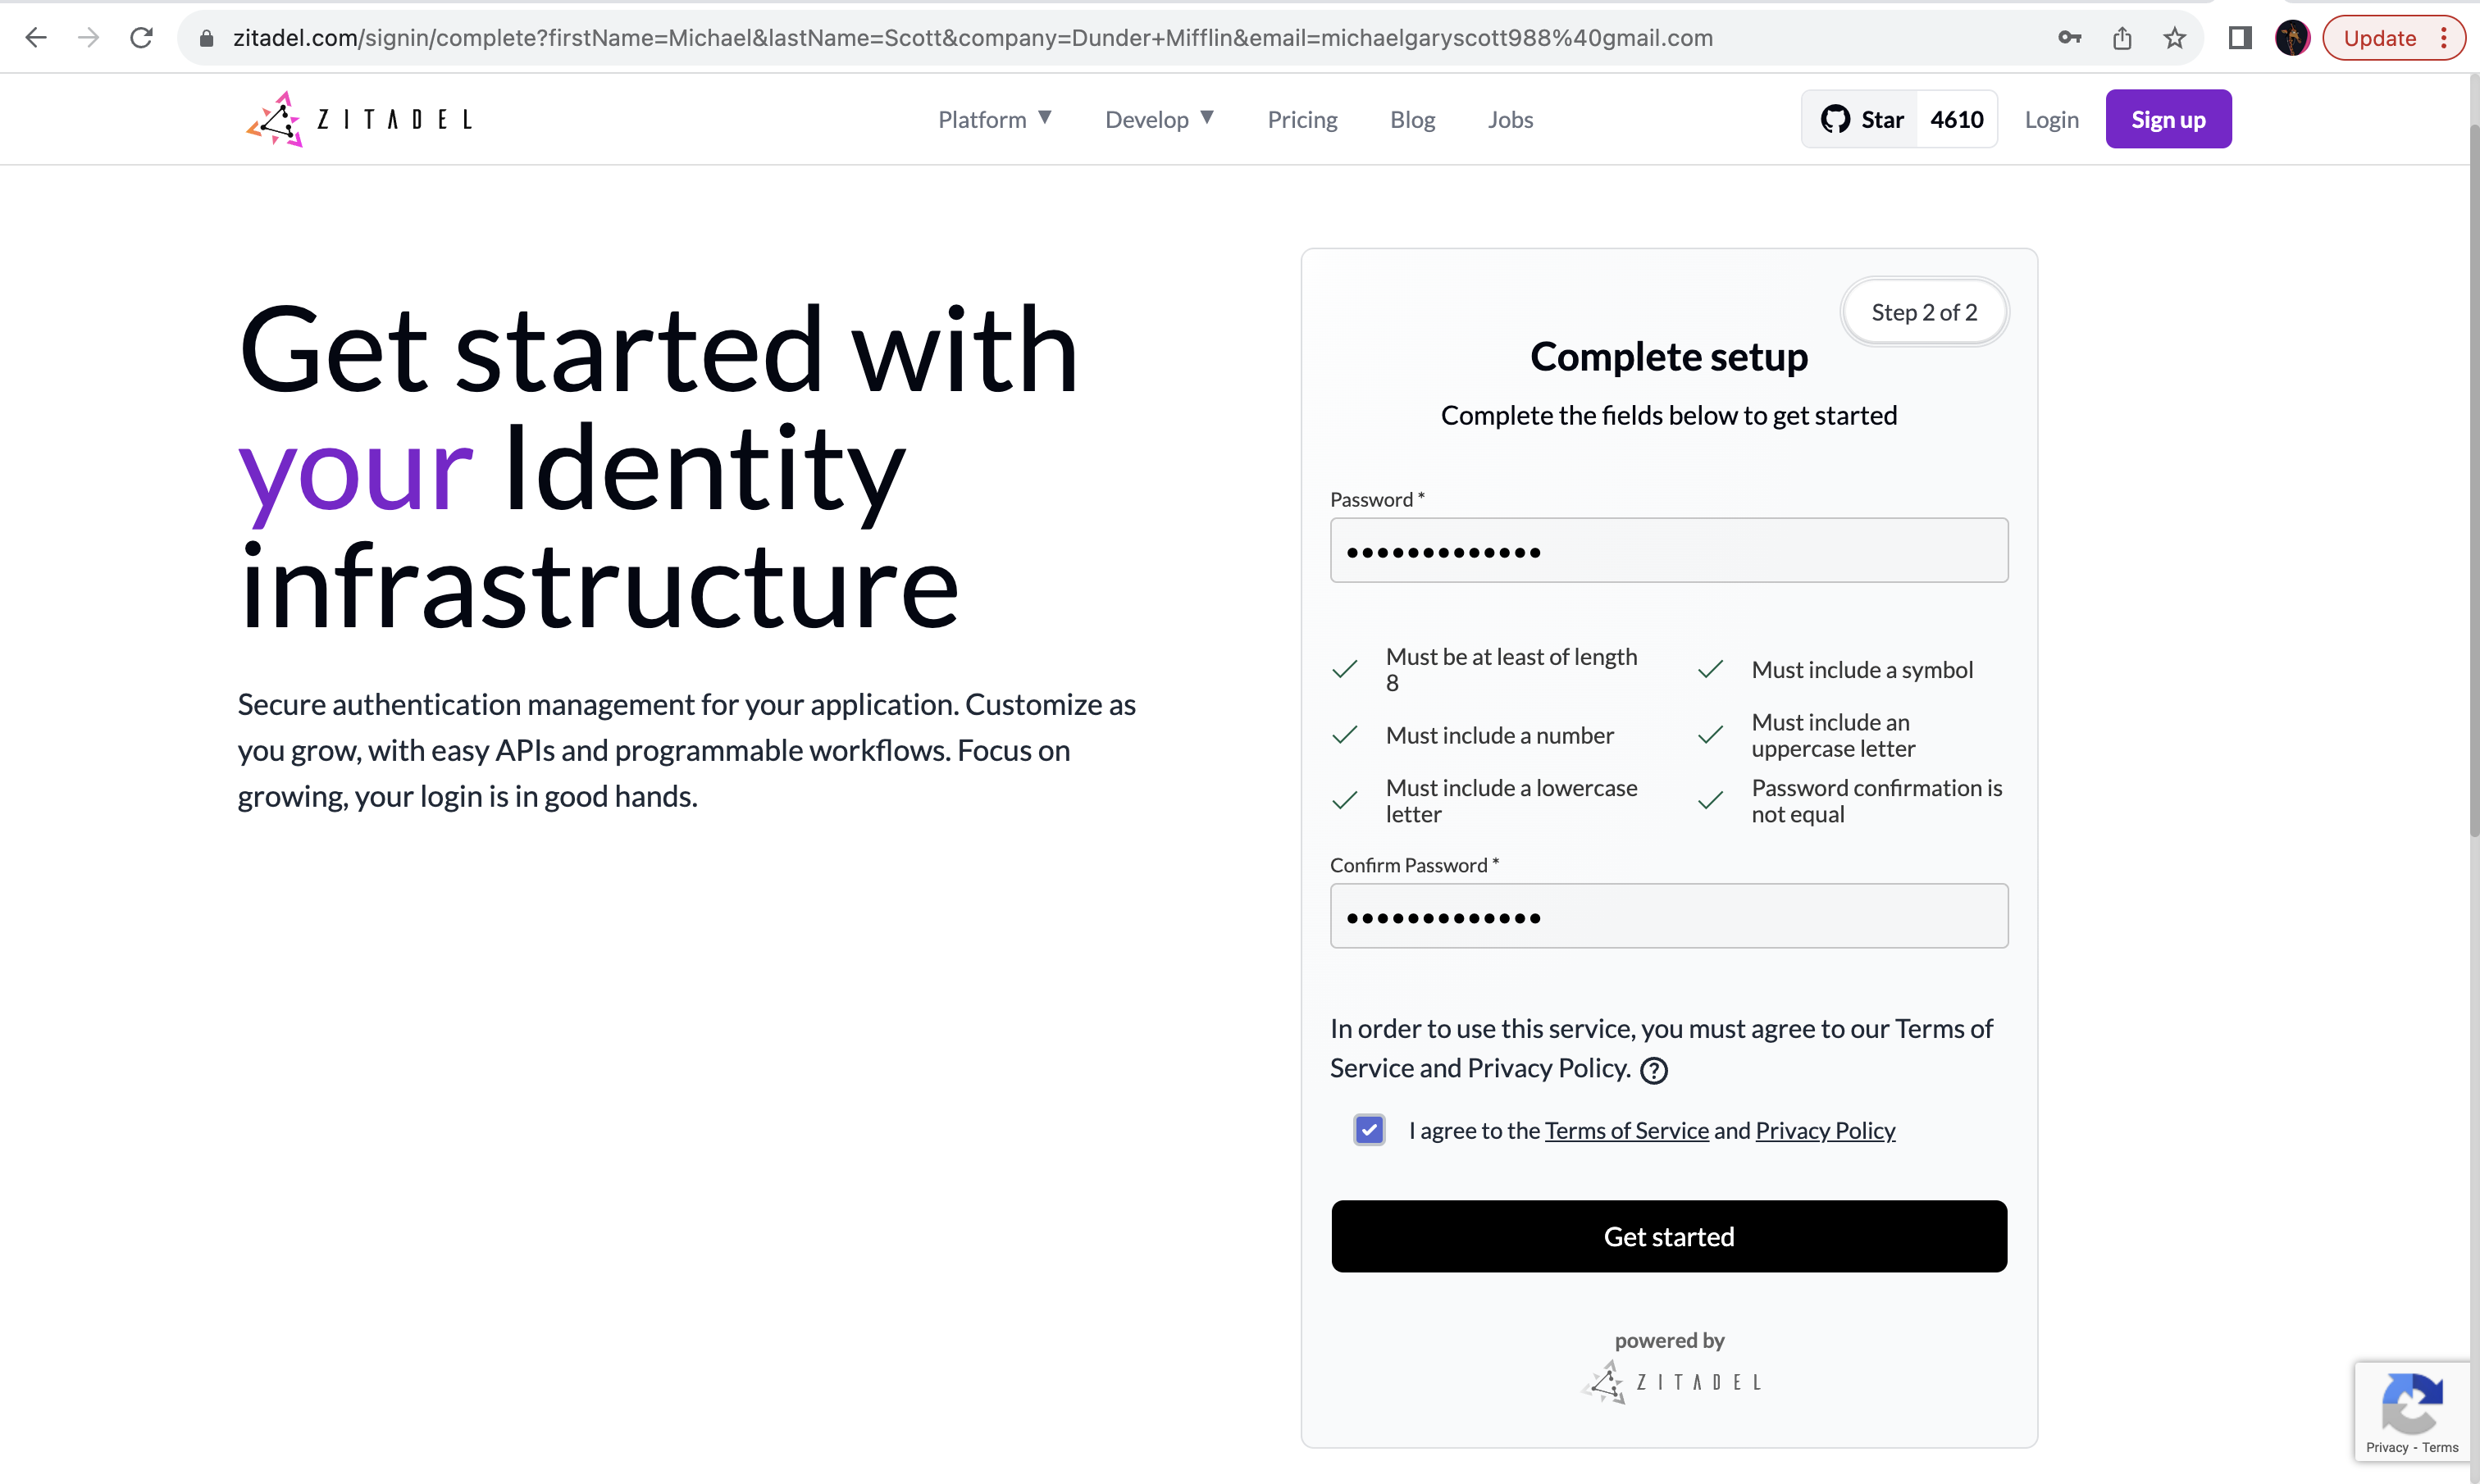 zitadel.com/signin/complete?firstName=Michael&lastName=Scott&company=Dunder+Mifflin&email=michaelgaryscott988%40gmail.com
Update
ZITADEL
Platform ▼ Develop ▼ Pricing Blog Jobs
Star 4610 Login Sign up
Get started with
your Identity
infrastructure
Secure authentication management for your application. Customize as
you grow, with easy APIs and programmable workflows. Focus on
growing, your login is in good hands.
Step 2 of 2
Complete setup
Complete the fields below to get started
Password *
•••••••••••••
Must be at least of length
8
Must include a symbol
Must include a number
Must include an
uppercase letter
Must include a lowercase
letter
Password confirmation is
not equal
Confirm Password *
•••••••••••••
In order to use this service, you must agree to our Terms of
Service and Privacy Policy. ?
I agree to the Terms of Service and Privacy Policy
Get started
powered by
ZITADEL
Privacy - Terms